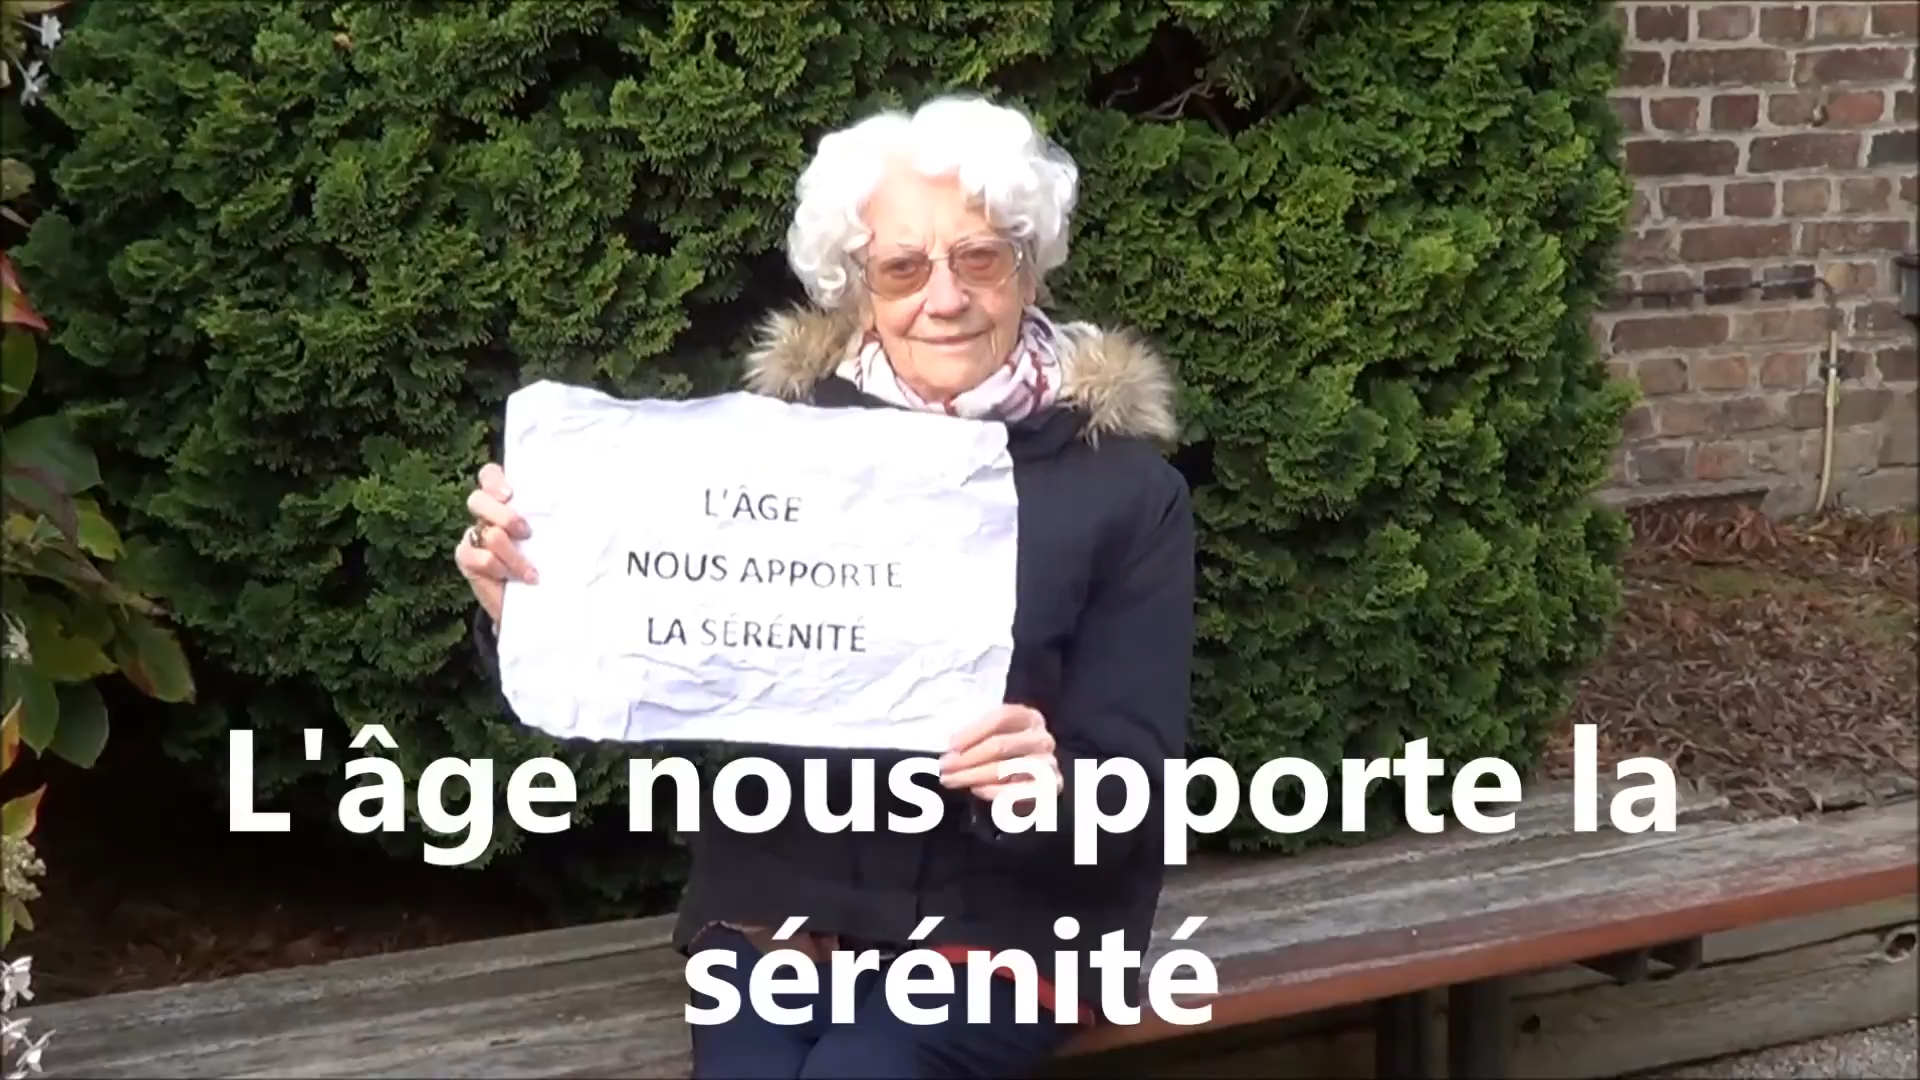 L'ÂGE
NOUS APPORTE
LA SÉRÉNITÉ
L'âge nous apporte la
sérénité